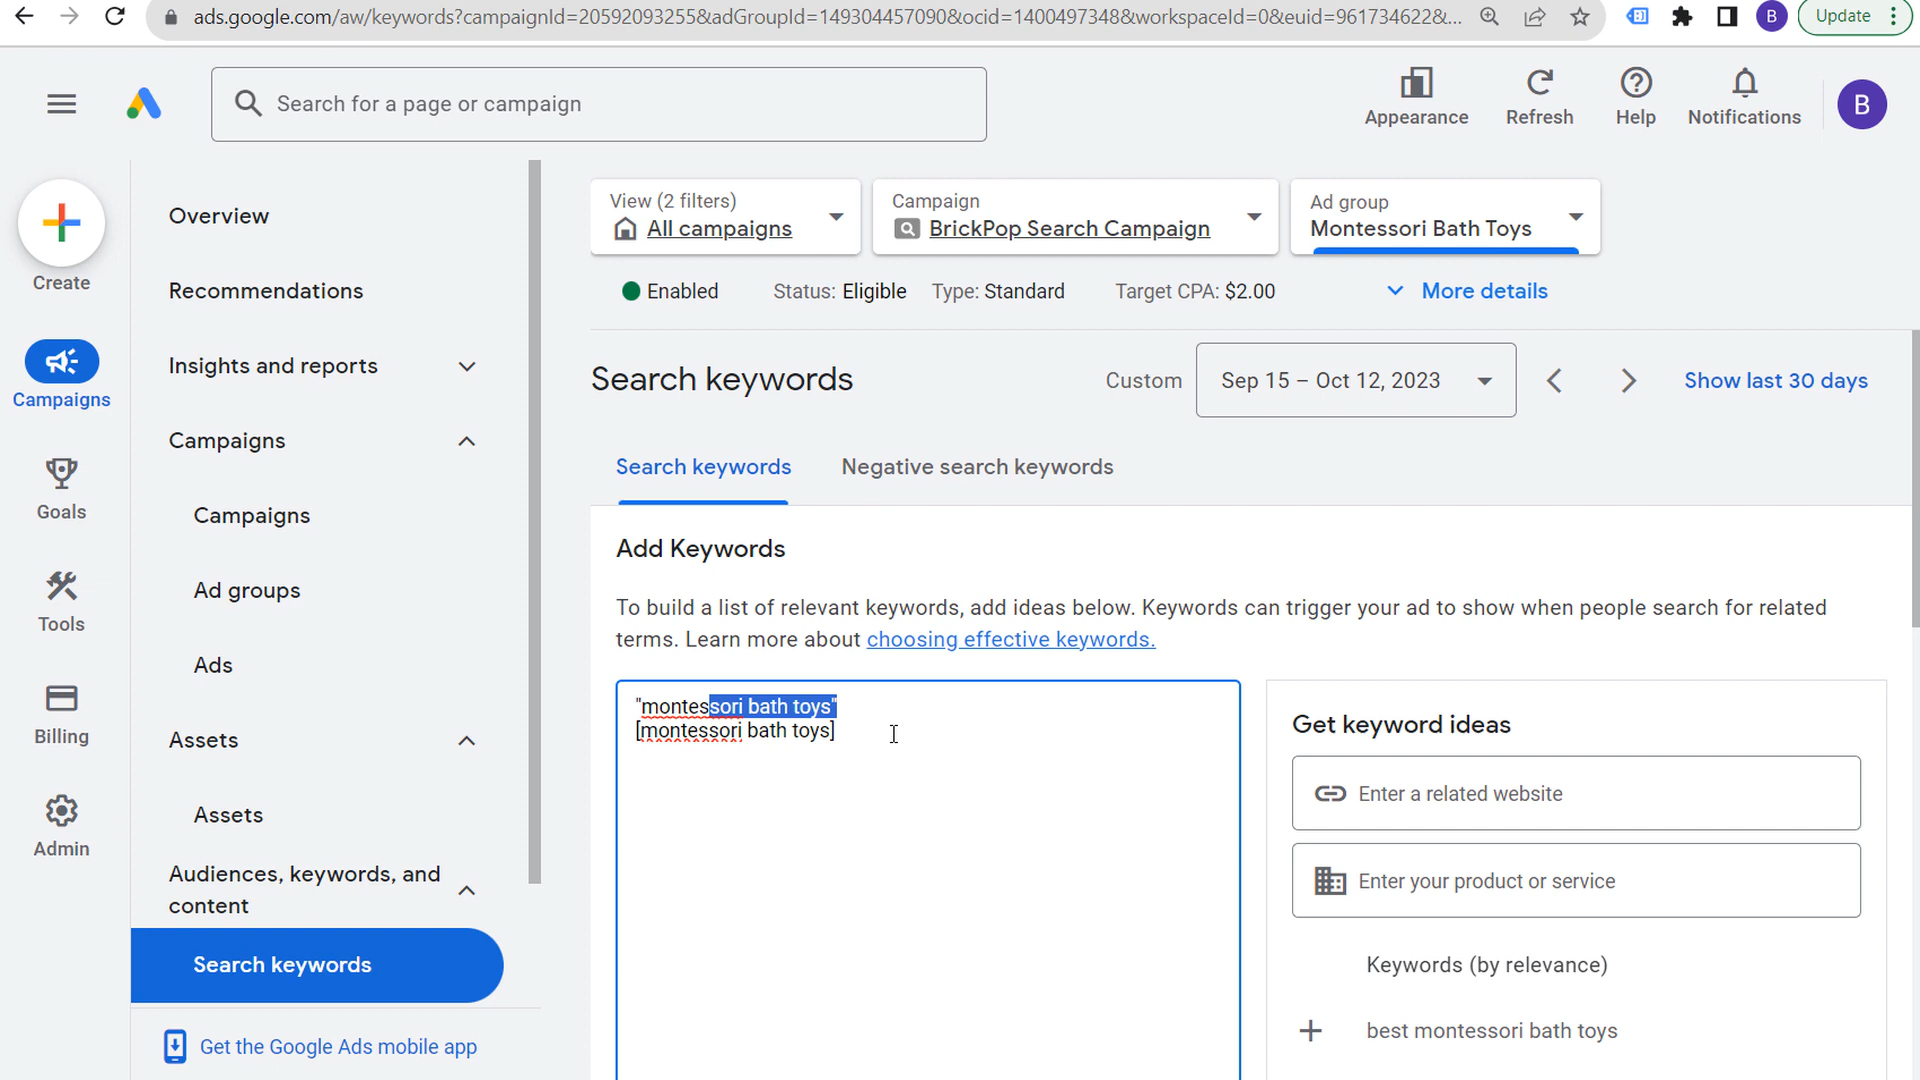 ads.google.com/aw/keywords?campaignId=20592093255&adGroupId=149304457090&ocid=1400497348&workspaceId=0&euid=961734622&...
B
Update
Search for a page or campaign
Appearance
Refresh
Help
Notifications
B
Create
Campaigns
Goals
Tools
Billing
Admin
Overview
Recommendations
Insights and reports
Campaigns
Campaigns
Ad groups
Ads
Assets
Assets
Audiences, keywords, and
content
Search keywords
Get the Google Ads mobile app
View (2 filters)
All campaigns
Campaign
BrickPop Search Campaign
Ad group
Montessori Bath Toys
Enabled
Status: Eligible
Type: Standard
Target CPA: $2.00
More details
Search keywords
Custom
Sep 15 – Oct 12, 2023
Show last 30 days
Search keywords
Negative search keywords
Add Keywords
To build a list of relevant keywords, add ideas below. Keywords can trigger your ad to show when people search for related
terms. Learn more about choosing effective keywords.
"montessori bath toys"
[montessori bath toys]
Get keyword ideas
Enter a related website
Enter your product or service
Keywords (by relevance)
best montessori bath toys